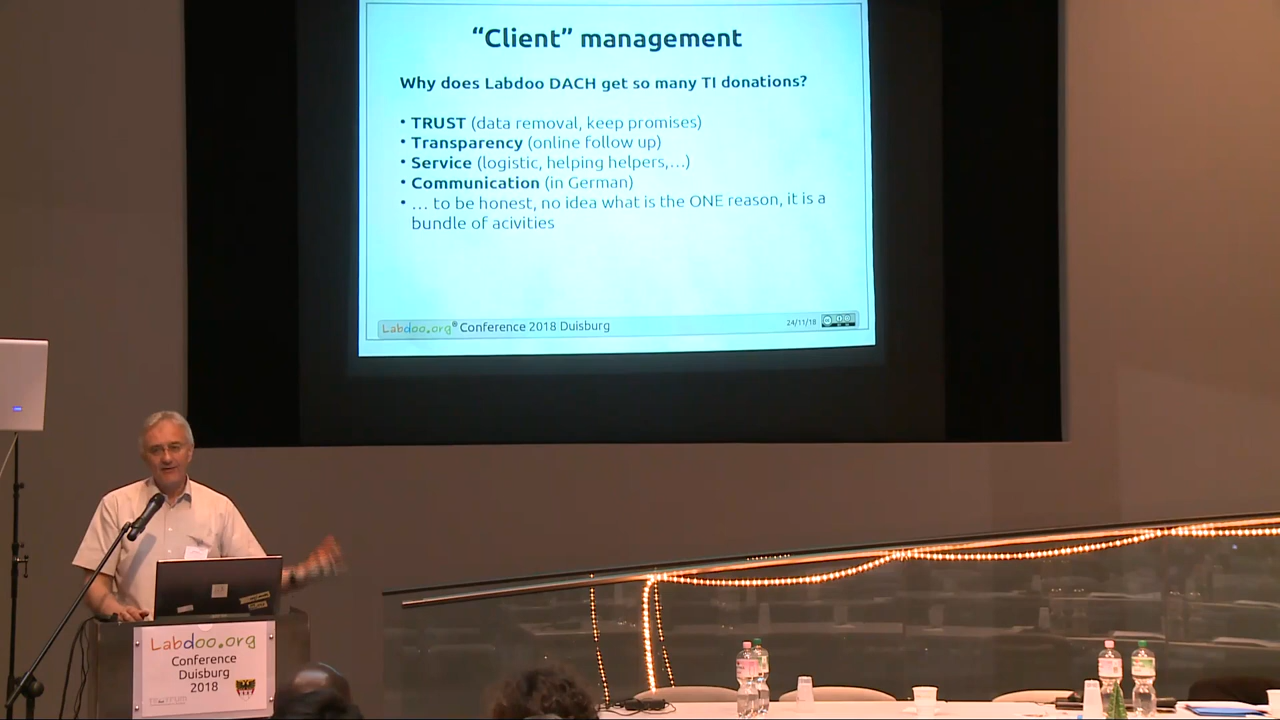 “Client” management
Why does Labdoo DACH get so many TI donations?
• TRUST (data removal, keep promises)
• Transparency (online follow up)
• Service (logistic, helping helpers,...)
• Communication (in German)
• ... to be honest, no idea what is the ONE reason, it is a
bundle of acivities
Labdoo.org® Conference 2018 Duisburg
24/11/18
Labdoo.org
Conference
Duisburg
2018